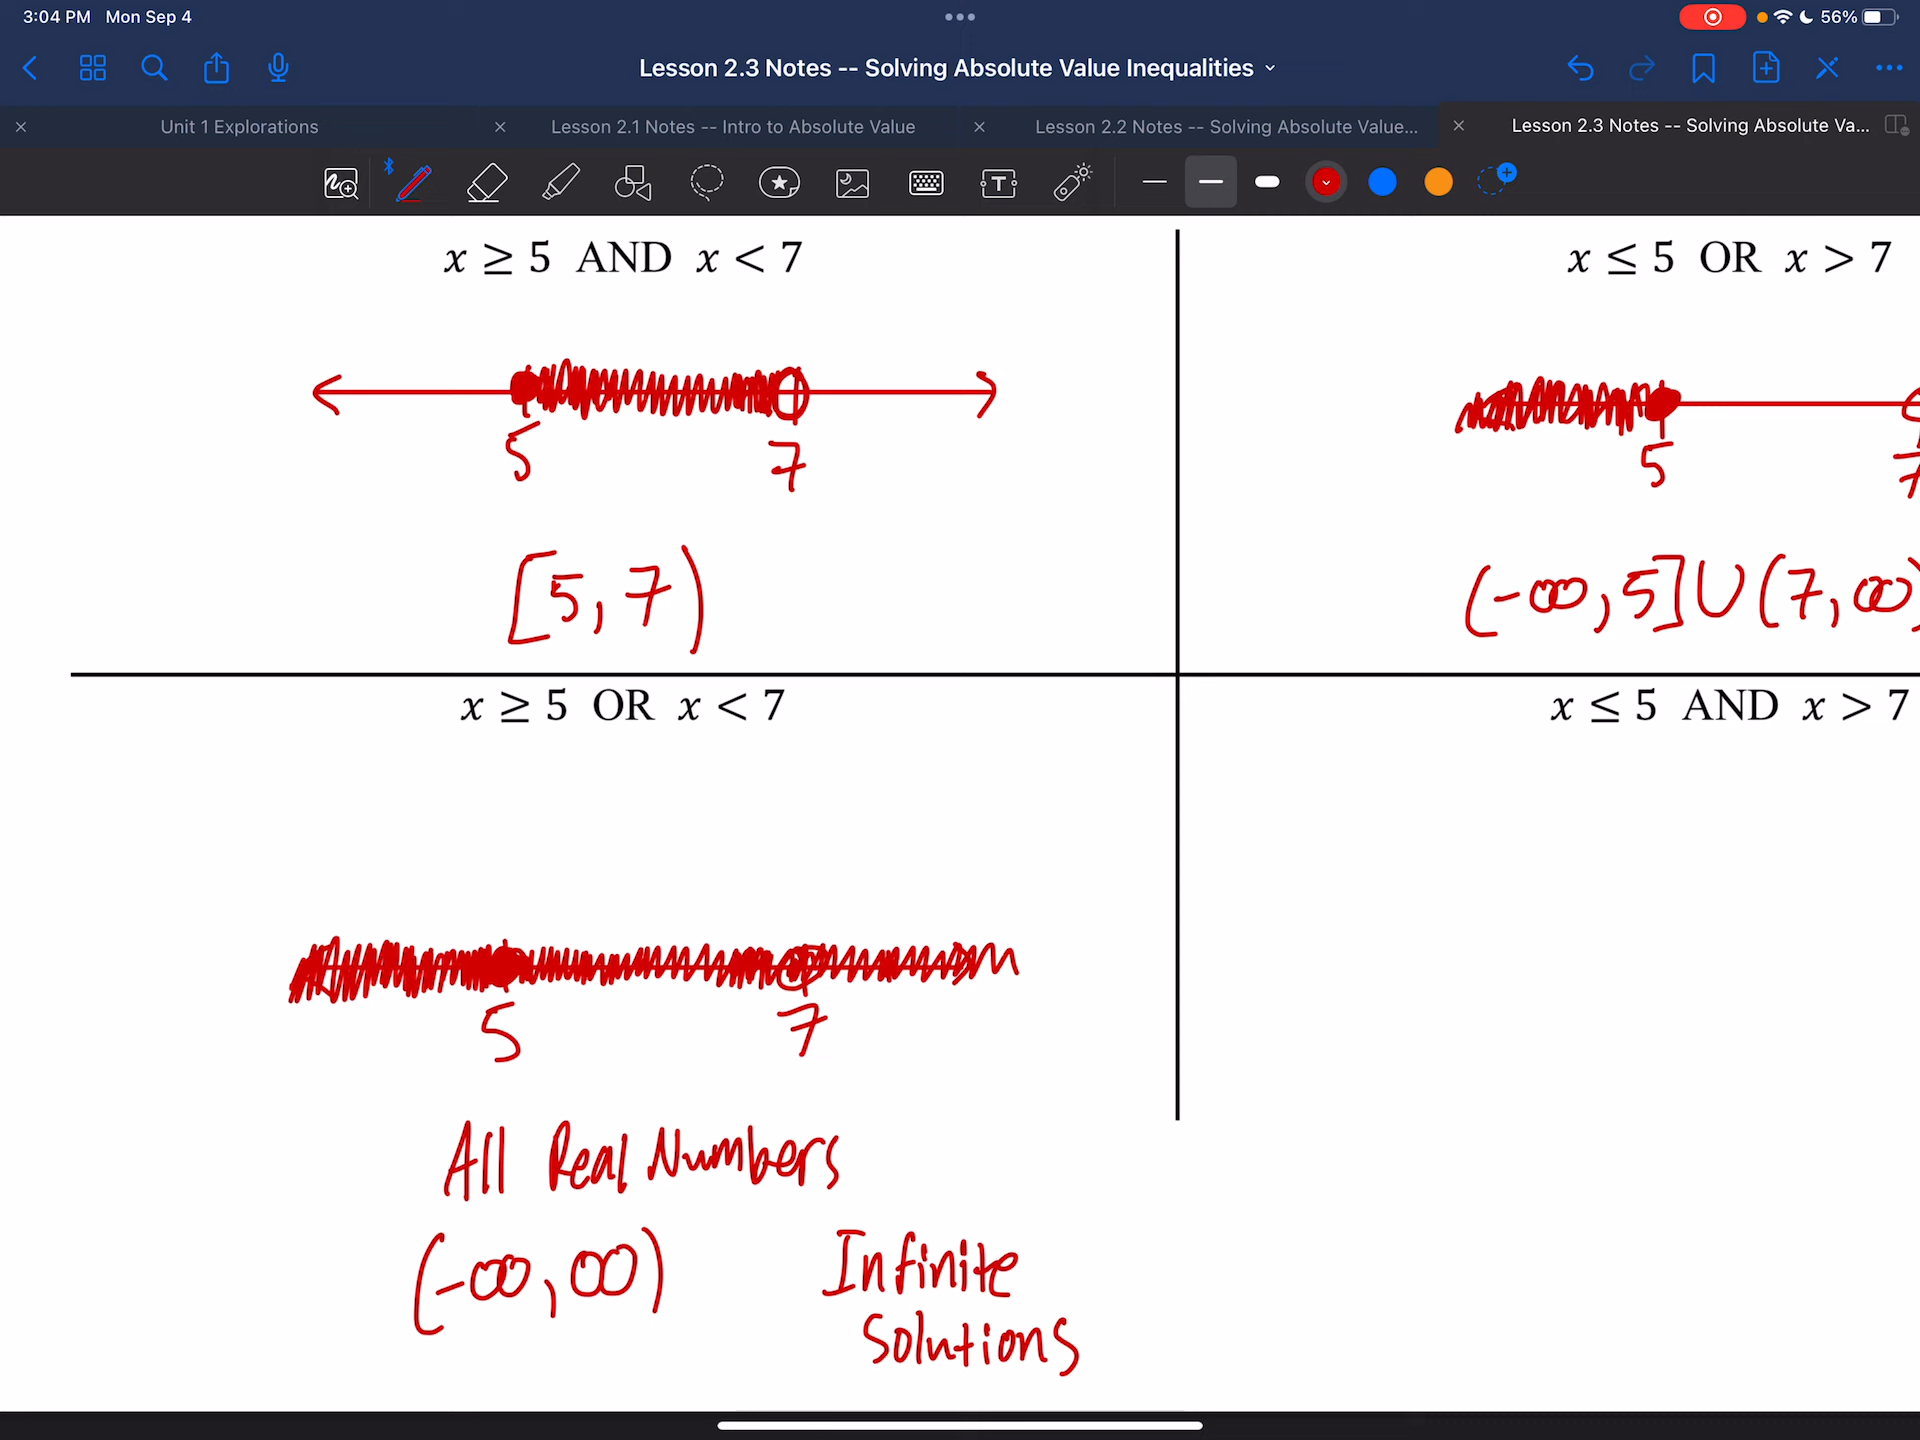 3:04 PM Mon Sep 4
56%
Lesson 2.3 Notes -- Solving Absolute Value Inequalities
Unit 1 Explorations
Lesson 2.1 Notes -- Intro to Absolute Value
Lesson 2.2 Notes -- Solving Absolute Value...
Lesson 2.3 Notes -- Solving Absolute Va...
T
x ≥ 5 AND x < 7
x ≤ 5 OR x > 7
5 7
5 7
[5, 7)
(-∞, 5] ∪ (7, ∞)
x ≥ 5 OR x < 7
x ≤ 5 AND x > 7
5 7
All Real Numbers
(-∞, ∞)
Infinite
Solutions